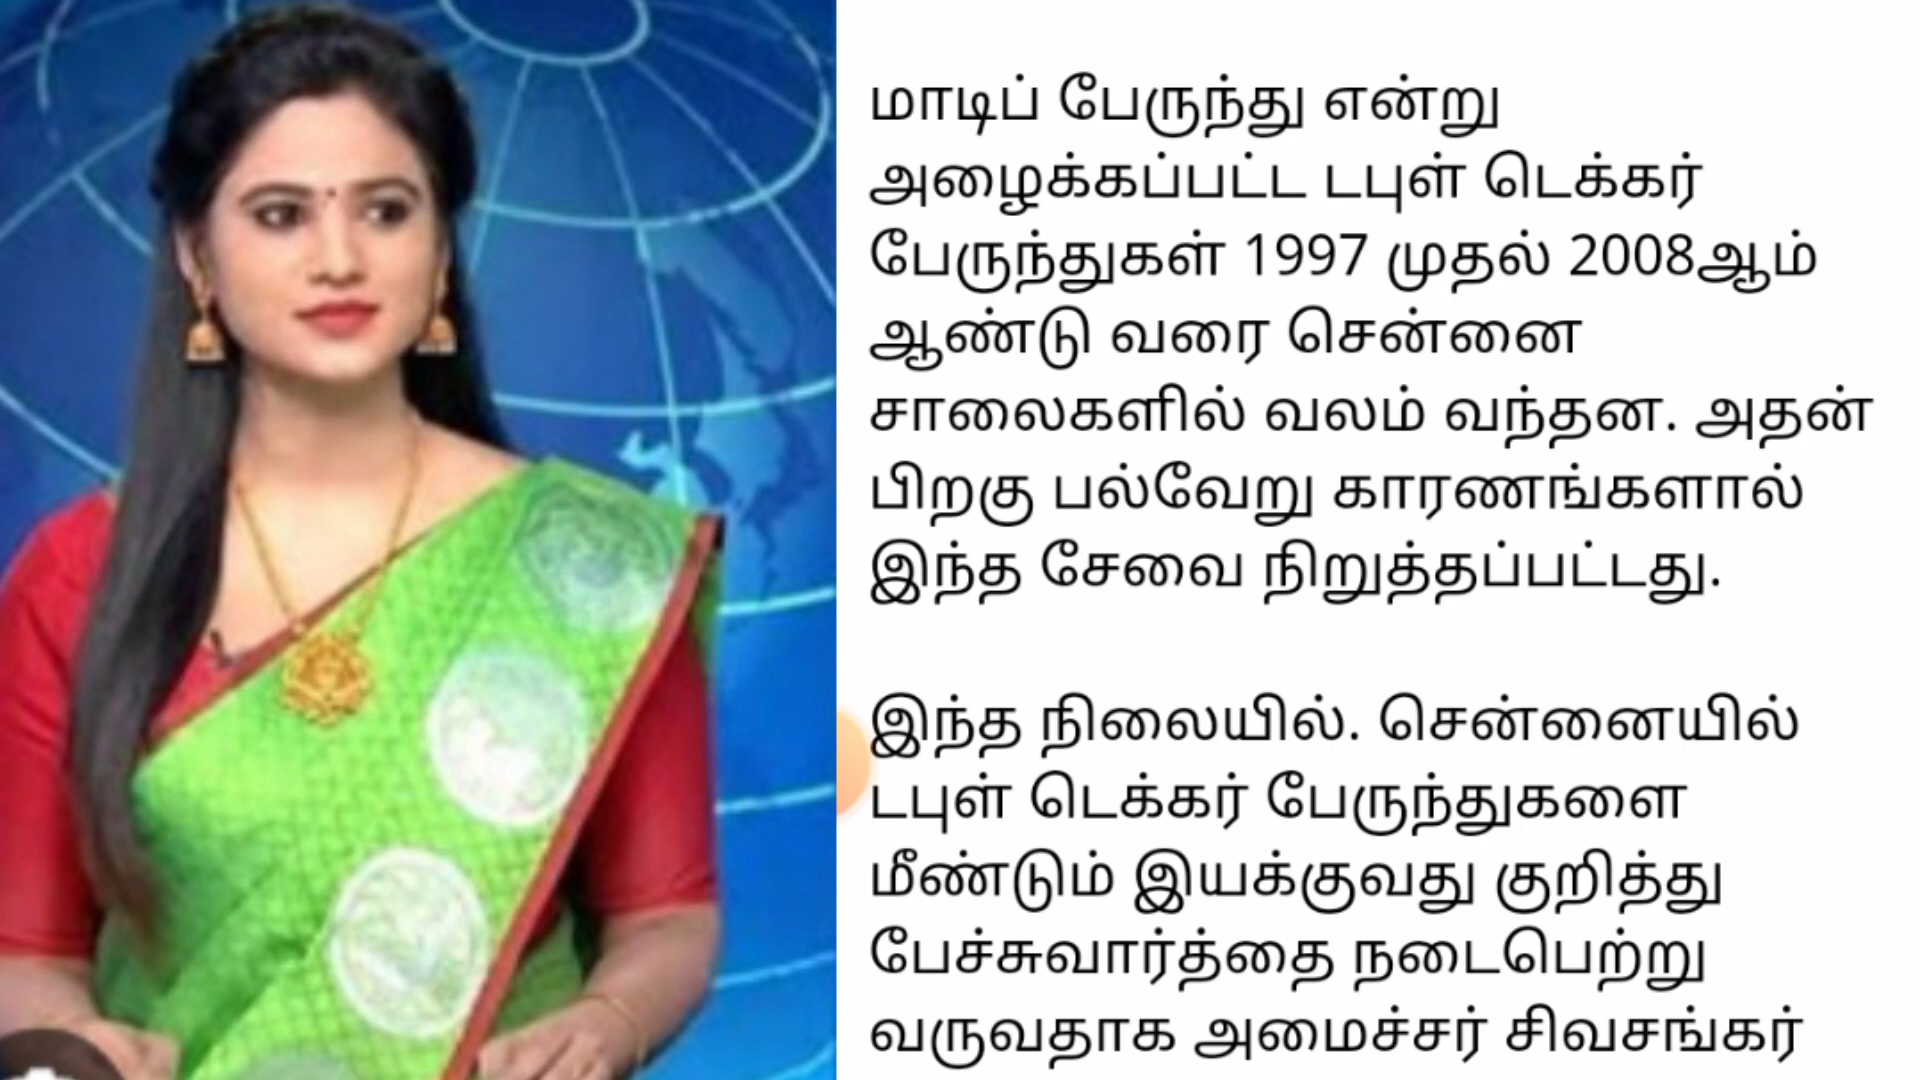 மாடிப் பேருந்து என்று
அழைக்கப்பட்ட டபுள் டெக்கர்
பேருந்துகள் 1997 முதல் 2008ஆம்
ஆண்டு வரை சென்னை
சாலைகளில் வலம் வந்தன. அதன்
பிறகு பல்வேறு காரணங்களால்
இந்த சேவை நிறுத்தப்பட்டது.
இந்த நிலையில். சென்னையில்
டபுள் டெக்கர் பேருந்துகளை
மீண்டும் இயக்குவது குறித்து
பேச்சுவார்த்தை நடைபெற்று
வருவதாக அமைச்சர் சிவசங்கர்